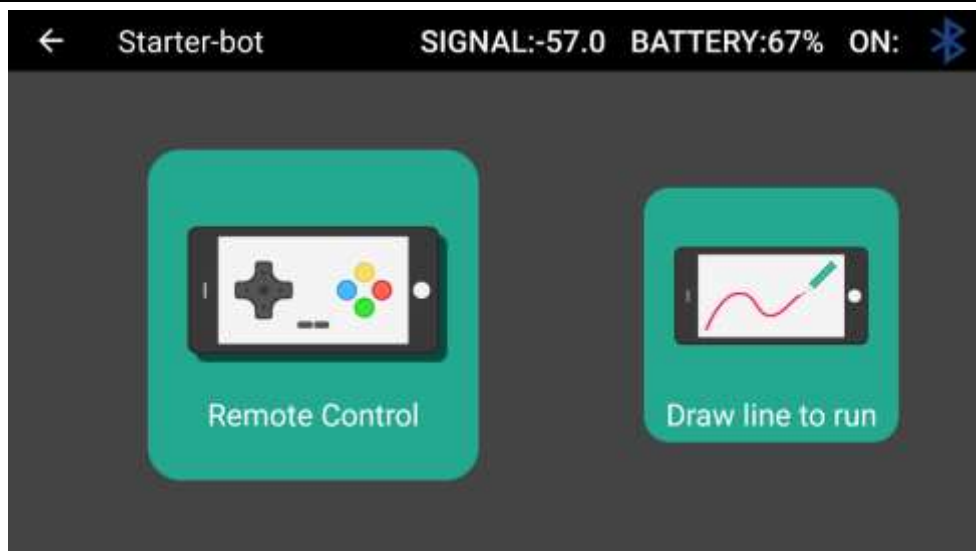 Starter-bot SIGNAL:-57.0 BATTERY:67% ON:
Remote Control
Draw line to run